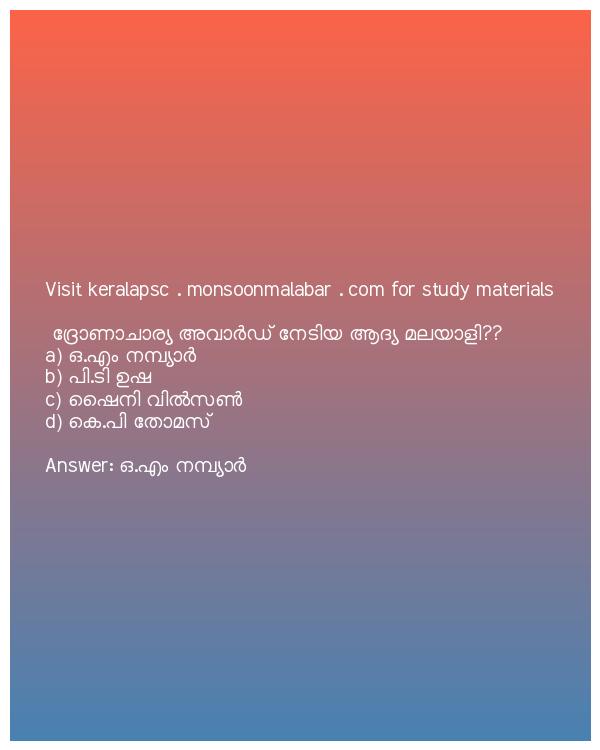 Visit keralapsc . monsoonmalabar . com for study materials
ദ്രോണാചാര്യ അവാർഡ് നേടിയ ആദ്യ മലയാളി??
a) ഒ.എം നമ്പ്യാർ
b) പി.ടി ഉഷ
c) ഷൈനി വിൽസൺ
d) കെ.പി തോമസ്
Answer: ഒ.എം നമ്പ്യാർ